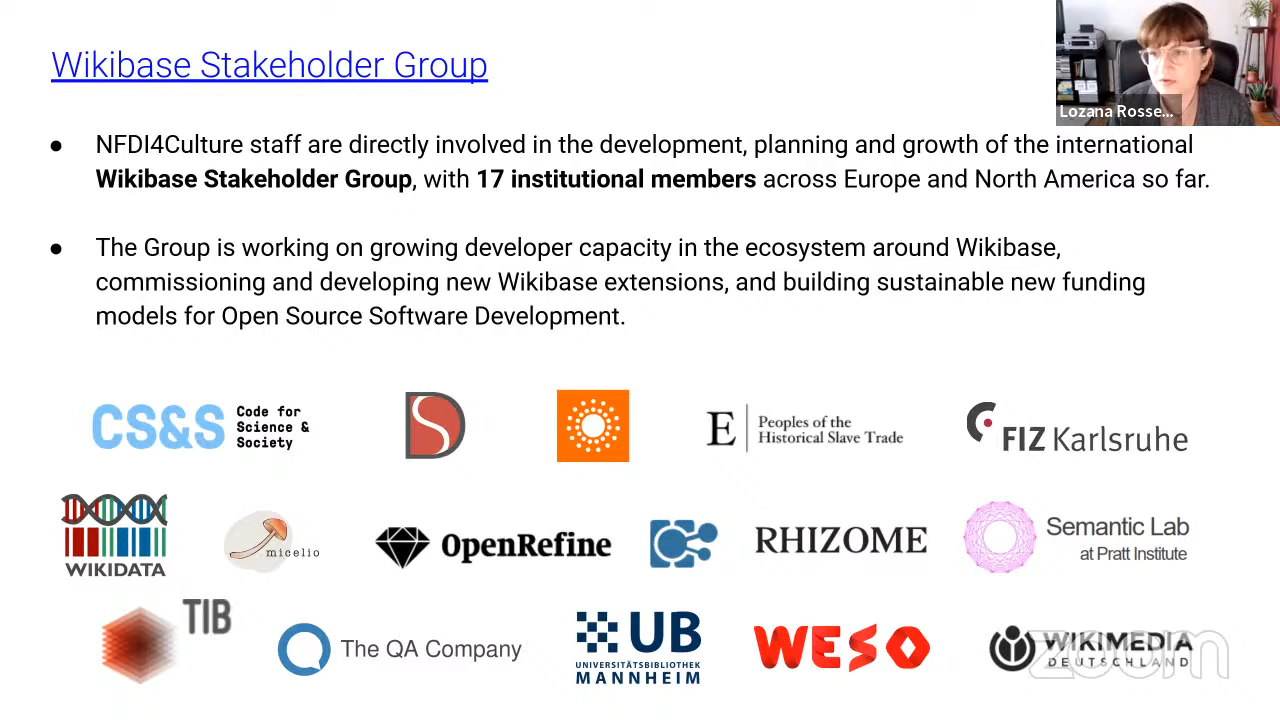 Wikibase Stakeholder Group
Lozana Rosse...
● NFDI4Culture staff are directly involved in the development, planning and growth of the international
Wikibase Stakeholder Group, with 17 institutional members across Europe and North America so far.
● The Group is working on growing developer capacity in the ecosystem around Wikibase,
commissioning and developing new Wikibase extensions, and building sustainable new funding
models for Open Source Software Development.
CS&S
Code for
Science &
Society
E
Peoples of the
Historical Slave Trade
FIZ Karlsruhe
WIKIDATA
micelio
OpenRefine
RHIZOME
Semantic Lab
at Pratt Institute
TIB
The QA Company
UB
UNIVERSITÄTSBIBLIOTHEK
MANNHEIM
WESO
WIKIMEDIA
DEUTSCHLAND
zoom